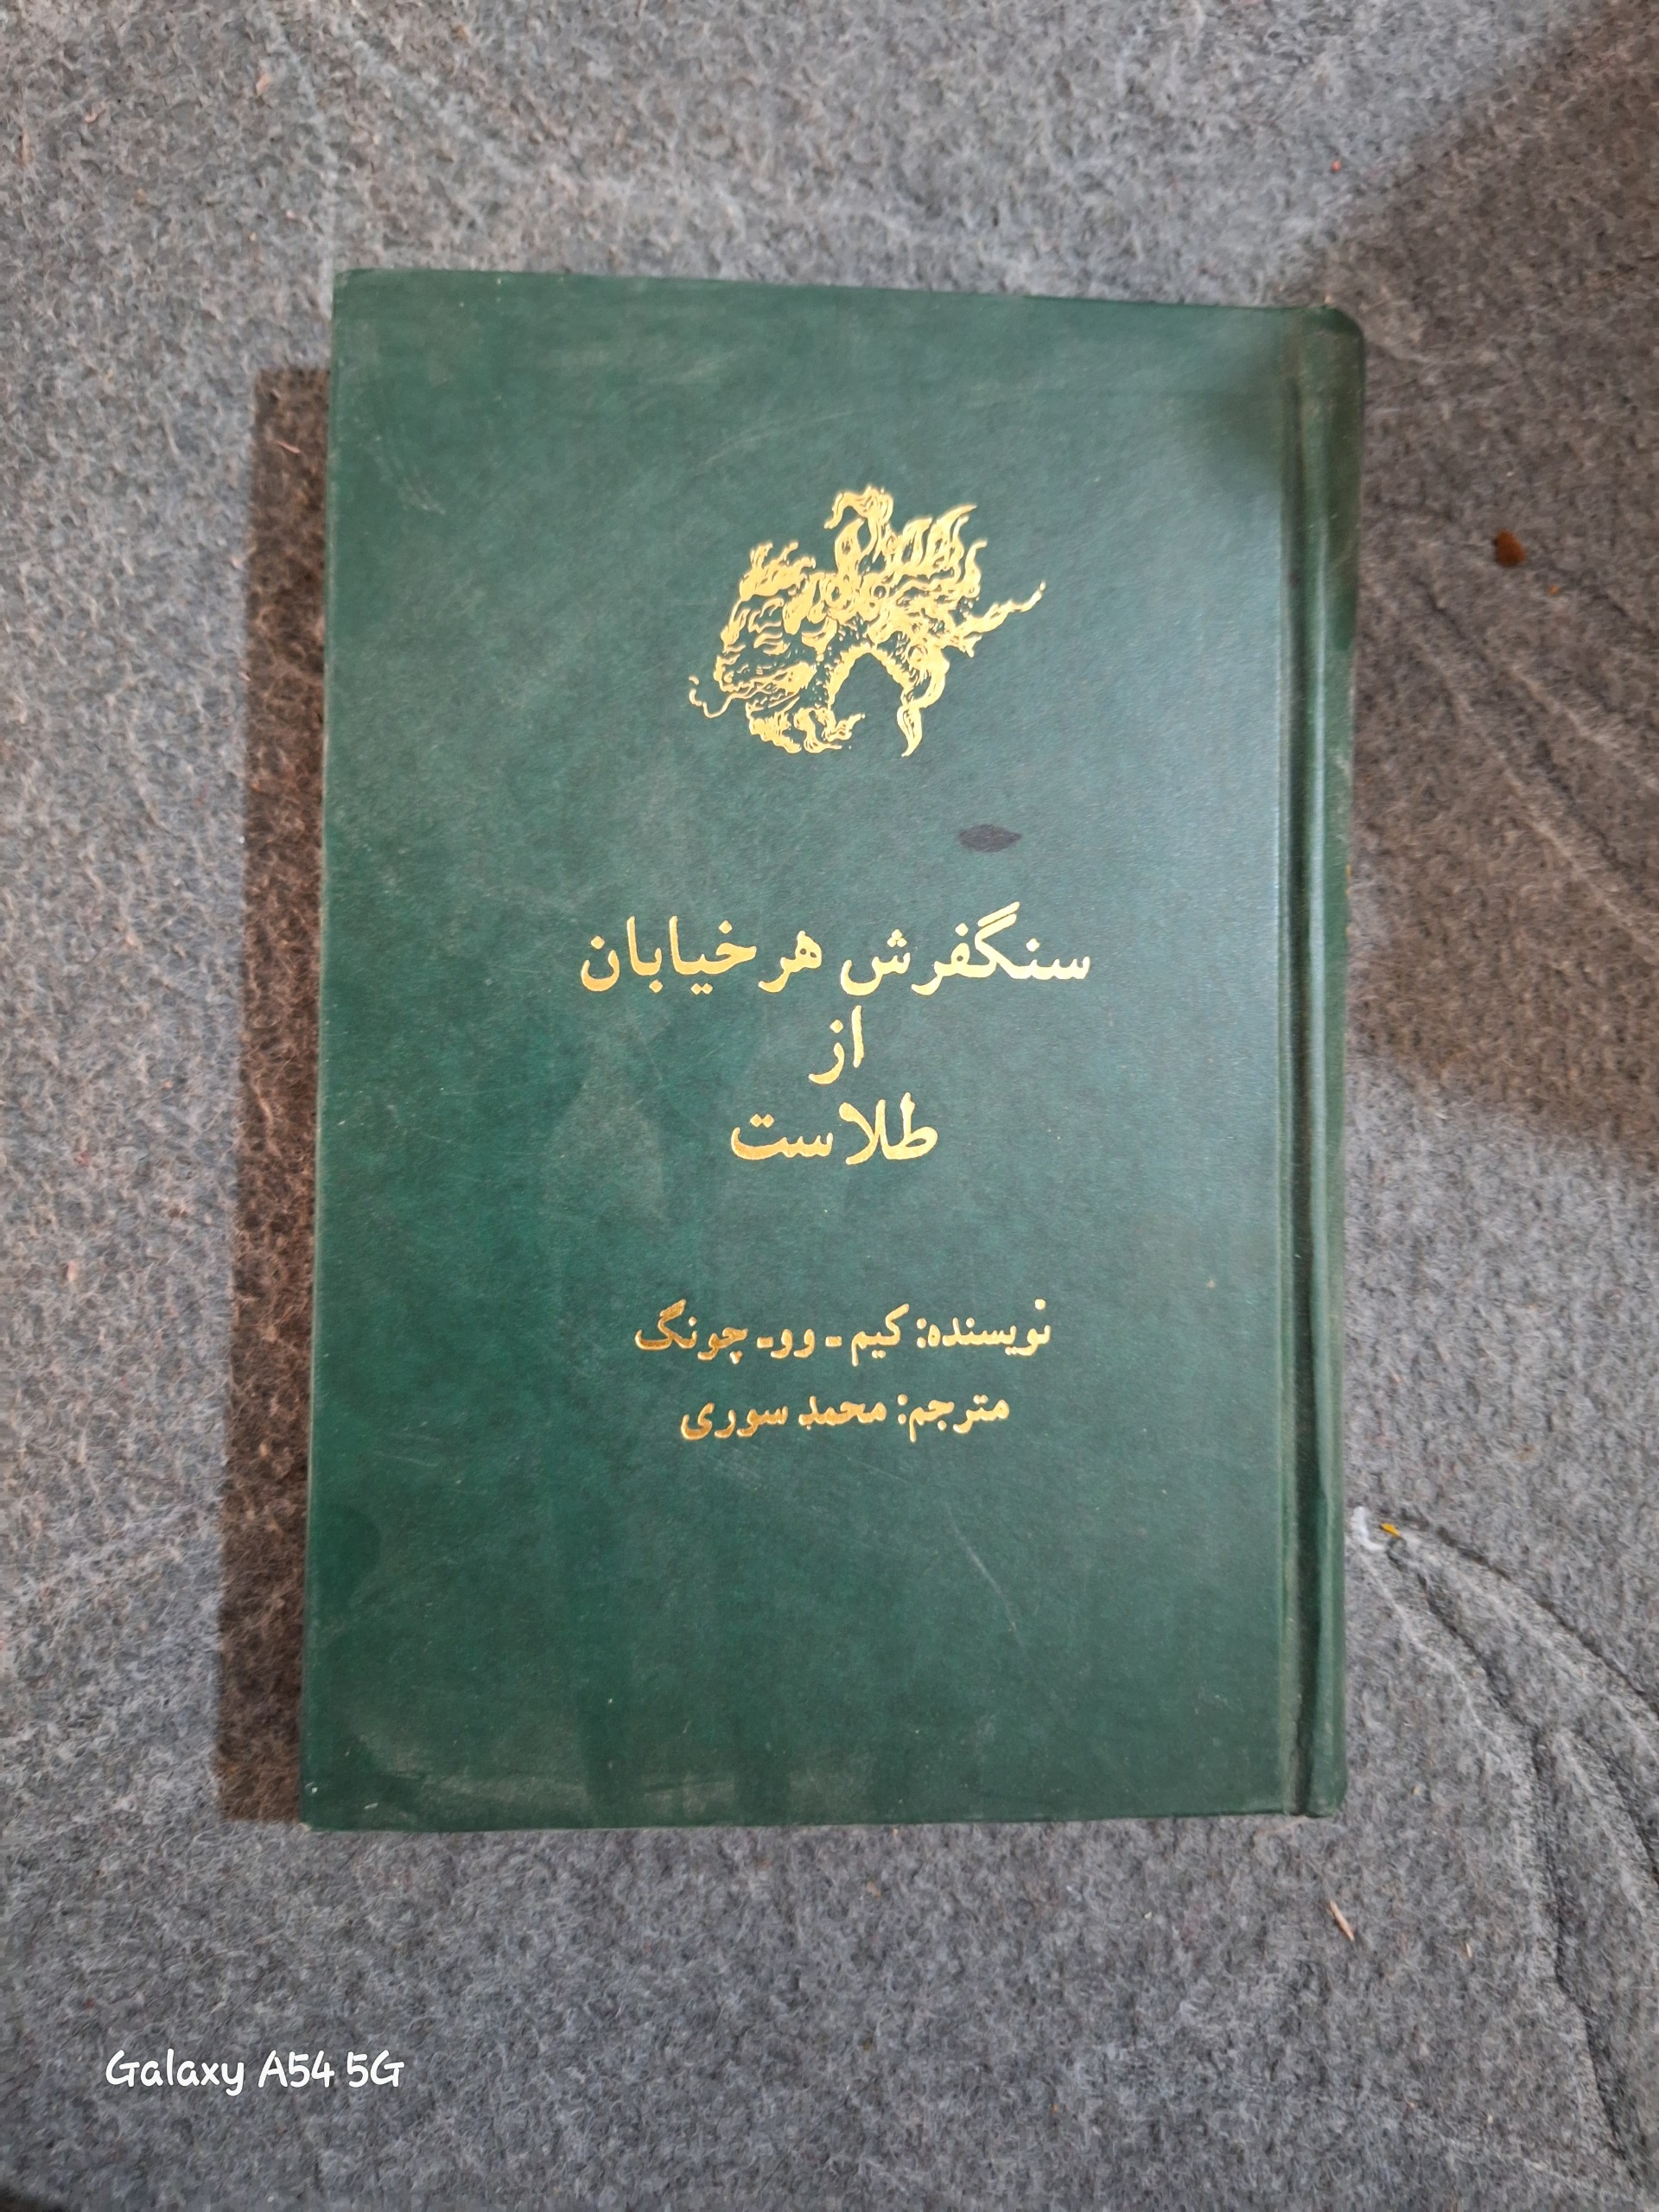 سنگفرش هر خیابان
از
طلاست
نویسنده: کیم ـ وو ـ چونگ
مترجم: محمد سوری
Galaxy A54 5G